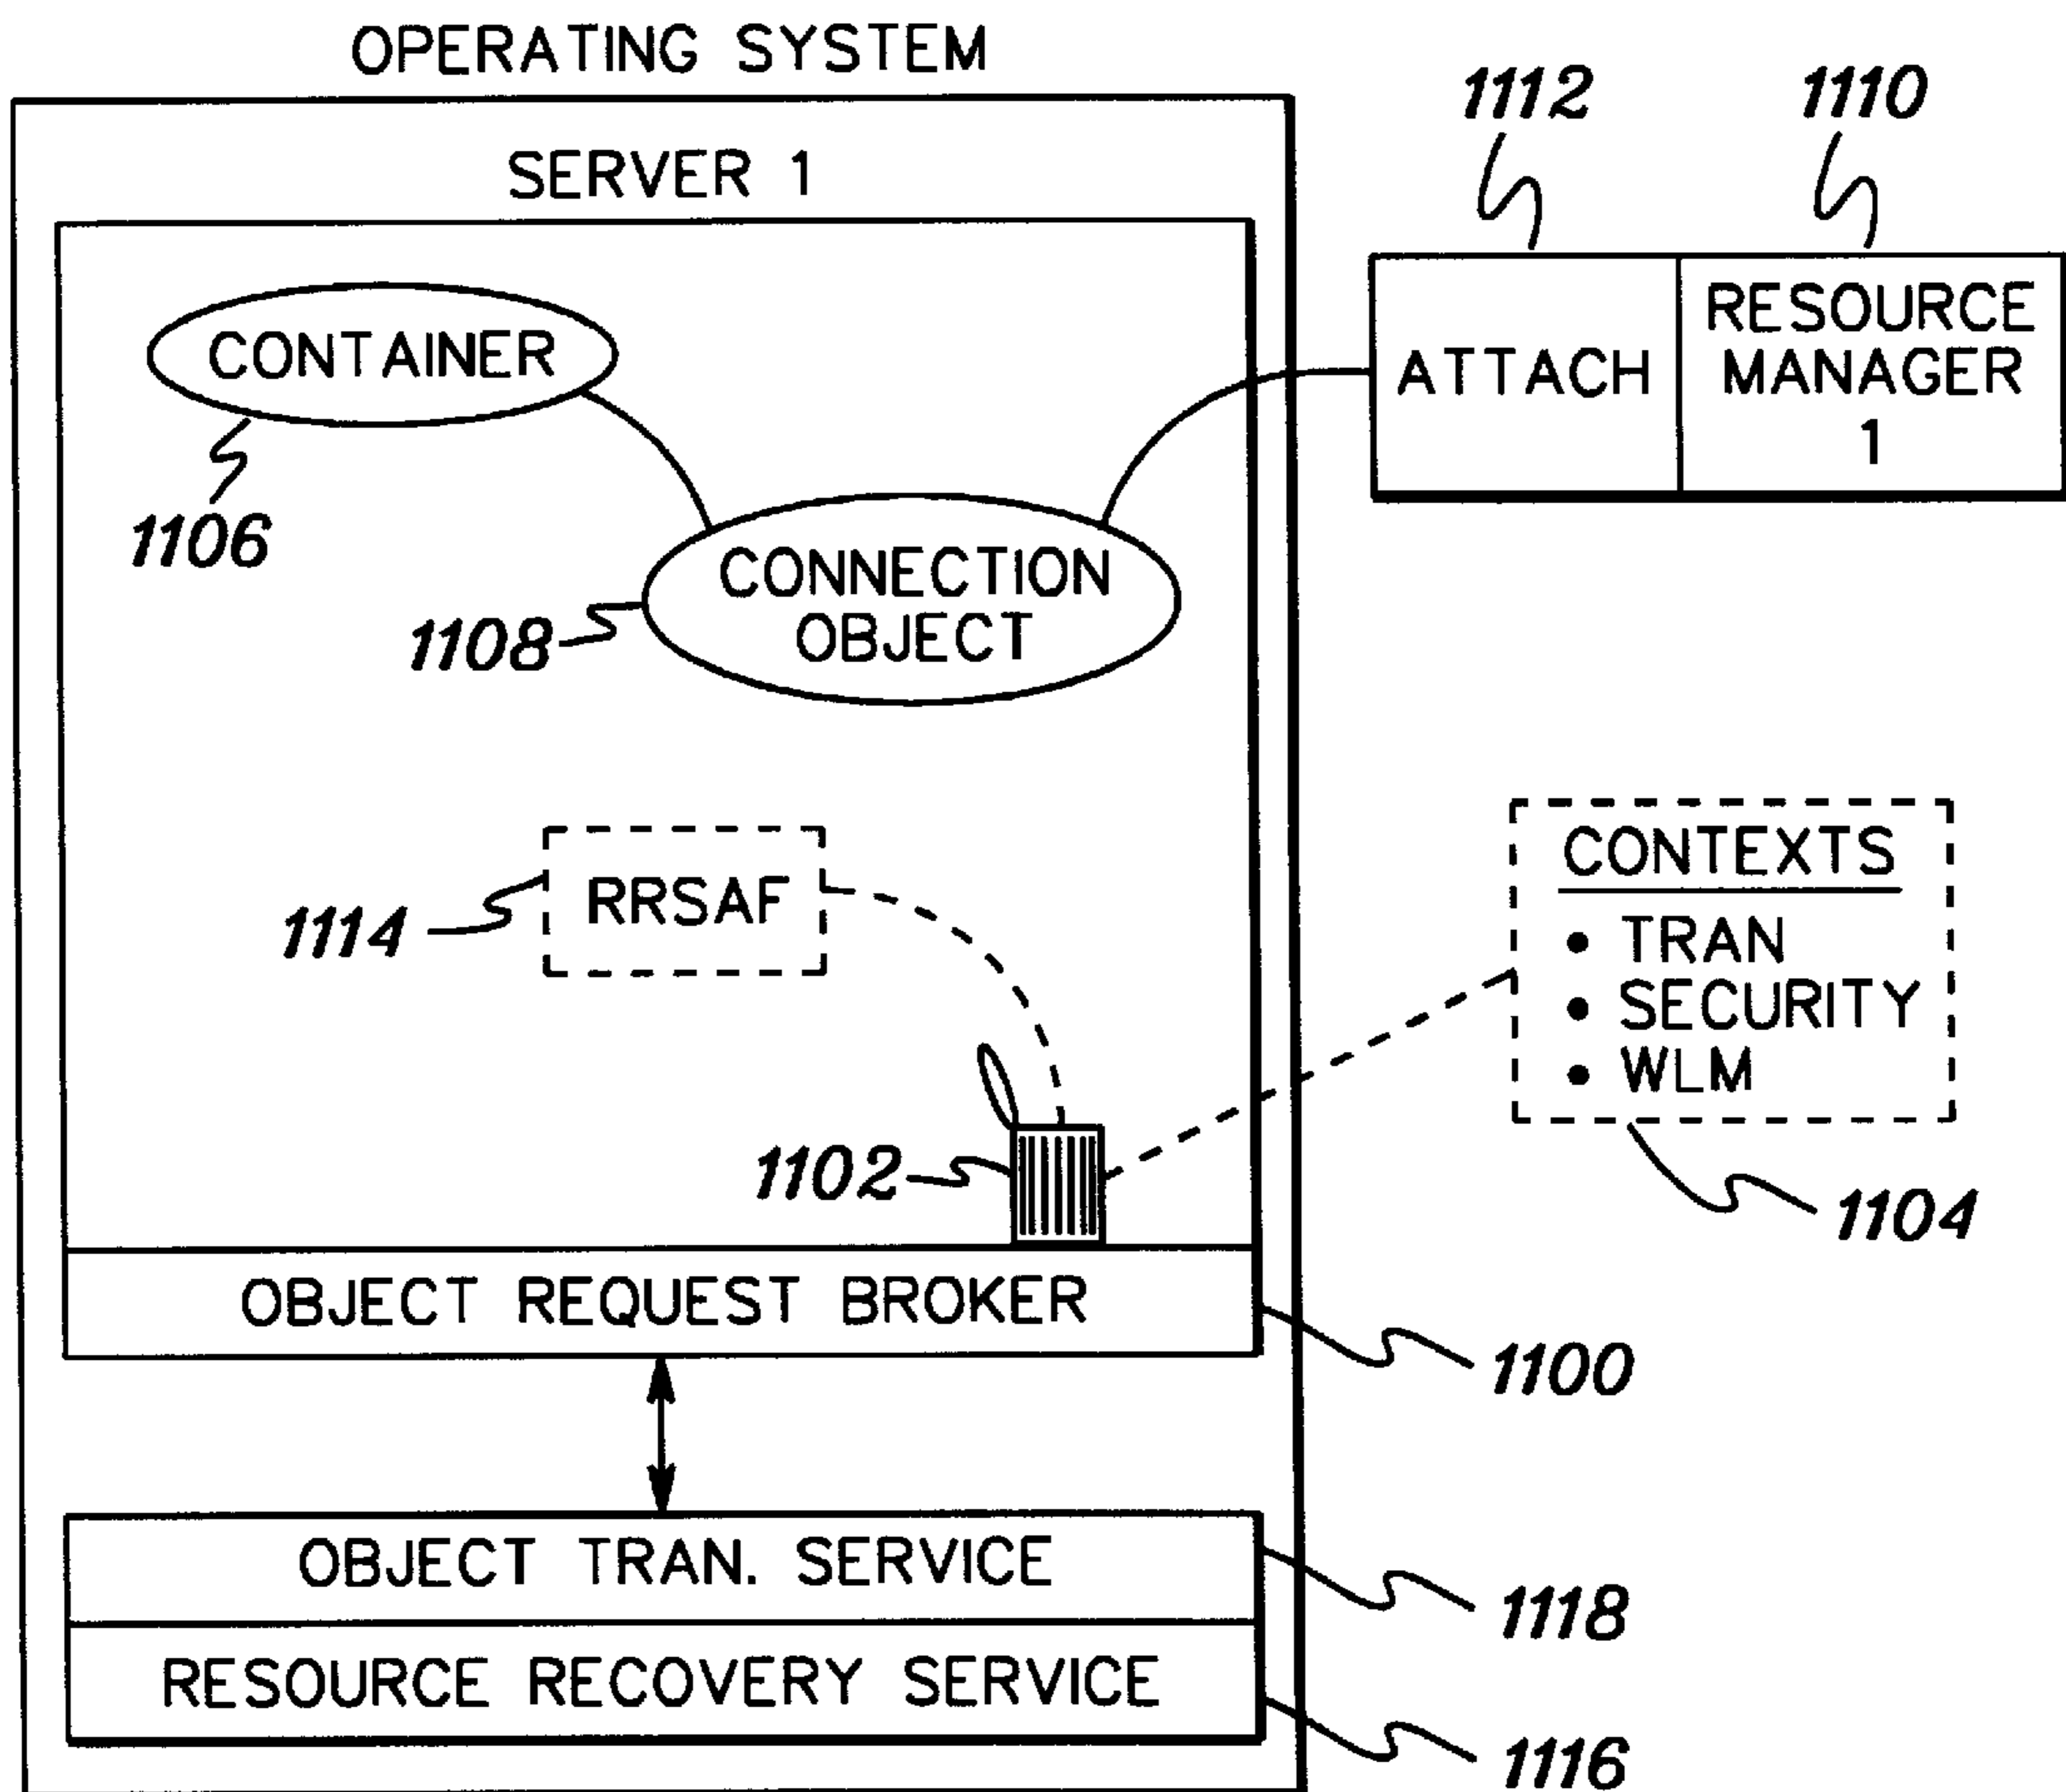 OPERATING SYSTEM
1112
1110
SERVER 1
CONTAINER
ATTACH
RESOURCE
MANAGER
1
1106
CONNECTION
OBJECT
1108
CONTEXTS
• TRAN
• SECURITY
• WLM
RRSAF
1114
1102
1104
OBJECT REQUEST BROKER
1100
OBJECT TRAN. SERVICE
1118
RESOURCE RECOVERY SERVICE
1116